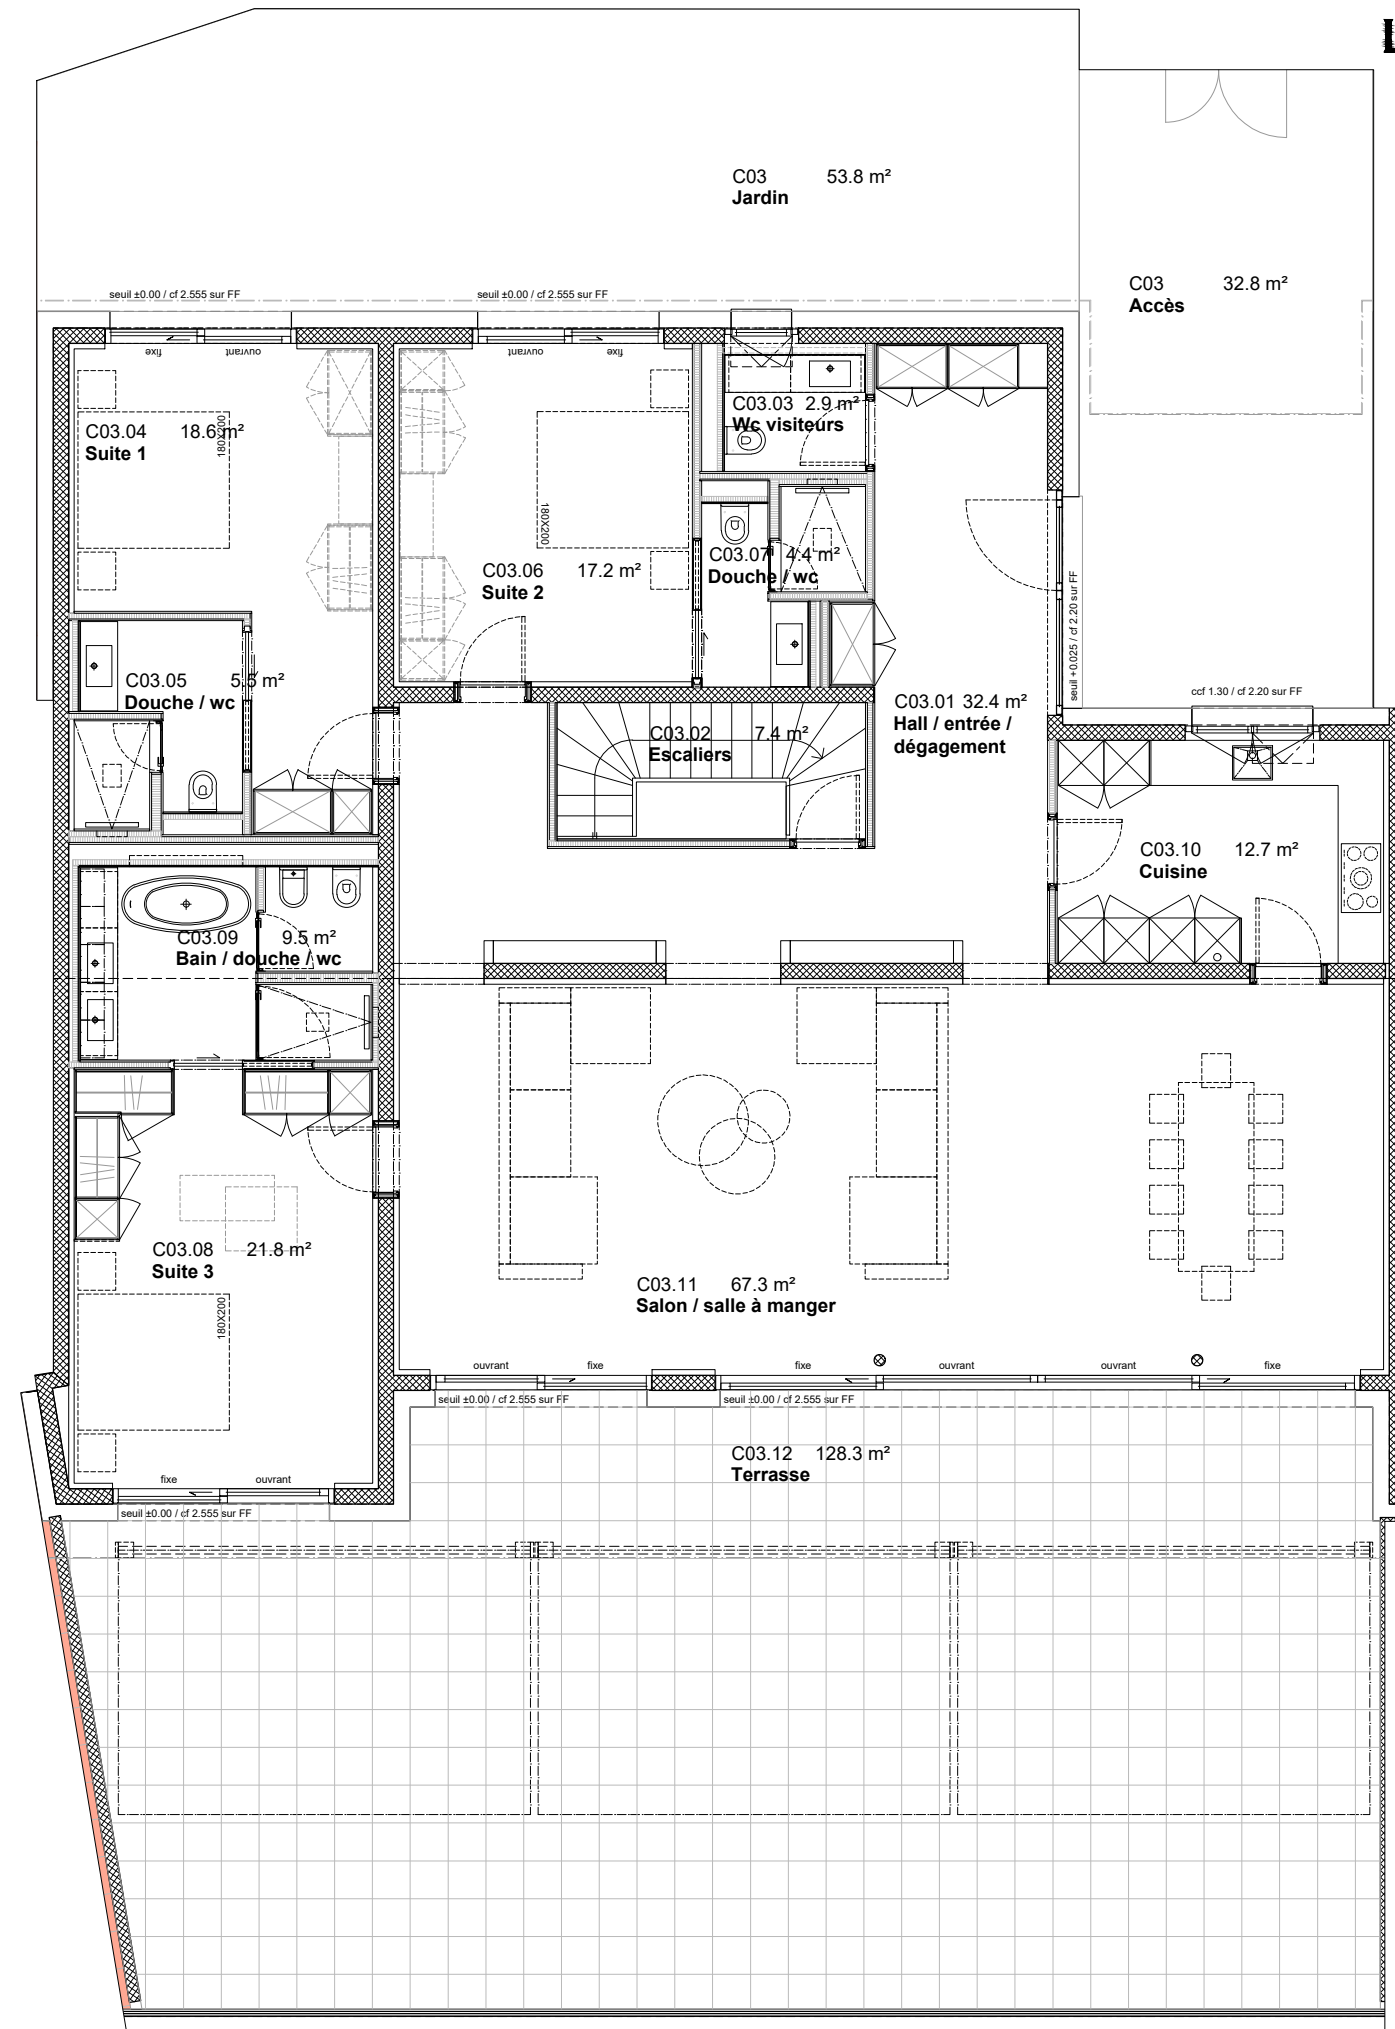 C03 53.8 m²
Jardin
C03 32.8 m²
Accès
seuil ±0.00 / cf 2.555 sur FF
seuil ±0.00 / cf 2.555 sur FF
fixe
ouvrant
ouvrant
fixe
C03.03 2.9 m²
Wc visiteurs
C03.04 18.6 m²
Suite 1
180X200
180X200
C03.06 17.2 m²
Suite 2
C03.07 4.4 m²
Douche / wc
seuil +0.025 / cf 2.20 sur FF
C03.05 5.5 m²
Douche / wc
C03.01 32.4 m²
Hall / entrée /
dégagement
ccf 1.30 / cf 2.20 sur FF
C03.02 7.4 m²
Escaliers
C03.10 12.7 m²
Cuisine
C03.09 9.5 m²
Bain / douche / wc
C03.08 21.8 m²
Suite 3
180X200
C03.11 67.3 m²
Salon / salle à manger
ouvrant
fixe
fixe
ouvrant
ouvrant
fixe
seuil ±0.00 / cf 2.555 sur FF
seuil ±0.00 / cf 2.555 sur FF
C03.12 128.3 m²
Terrasse
fixe
ouvrant
seuil ±0.00 / cf 2.555 sur FF